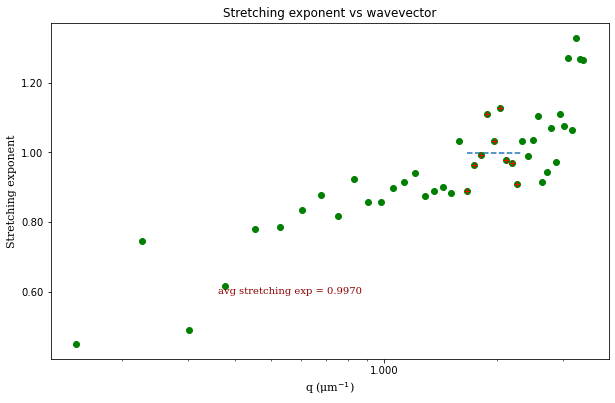 Stretching exponent vs wavevector
Stretching exponent
1.20
1.00
0.80
0.60
avg stretching exp = 0.9970
1.000
q (μm⁻¹)